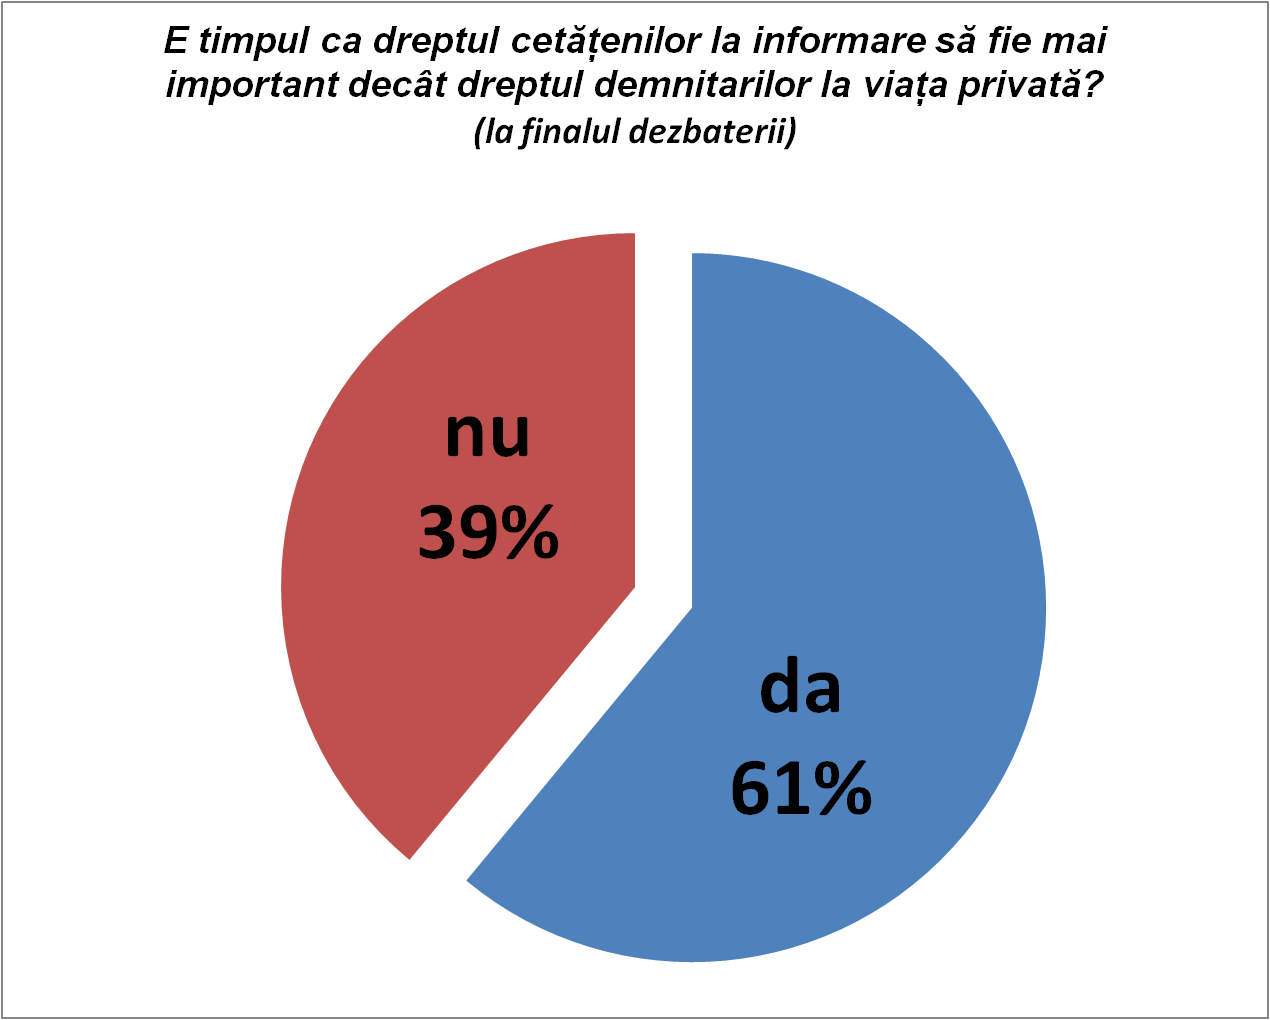 E timpul ca dreptul cetățenilor la informare să fie mai
important decât dreptul demnitarilor la viața privată?
(la finalul dezbaterii)
nu
39%
da
61%